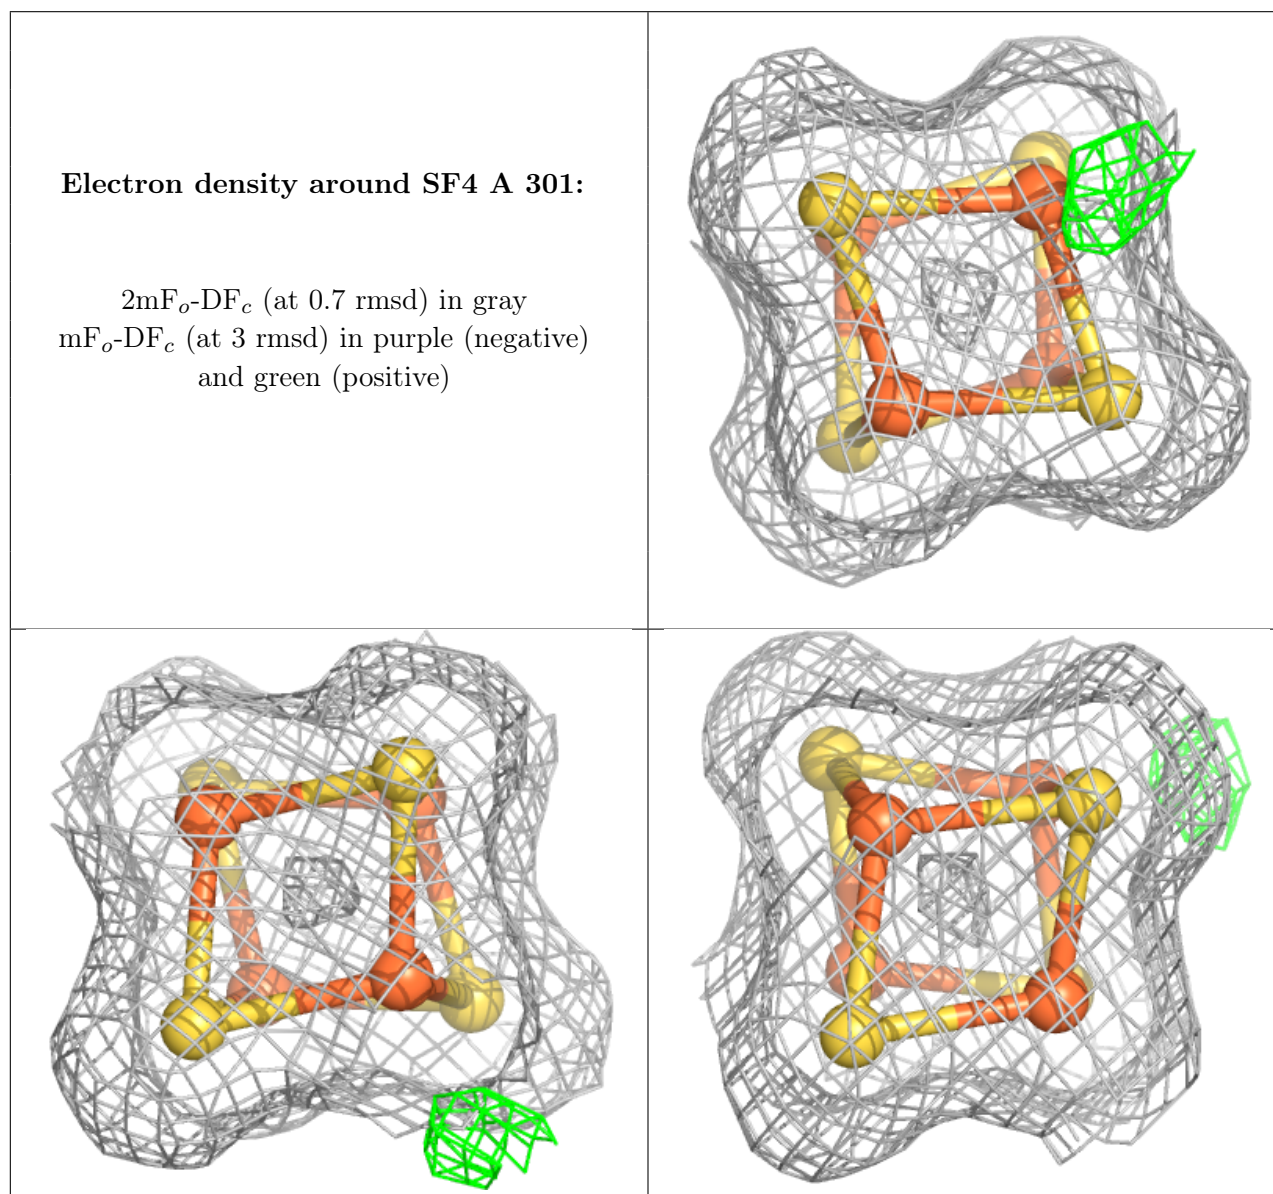 Electron density around SF4 A 301:
2mFo-DFc (at 0.7 rmsd) in gray
mFo-DFc (at 3 rmsd) in purple (negative)
and green (positive)